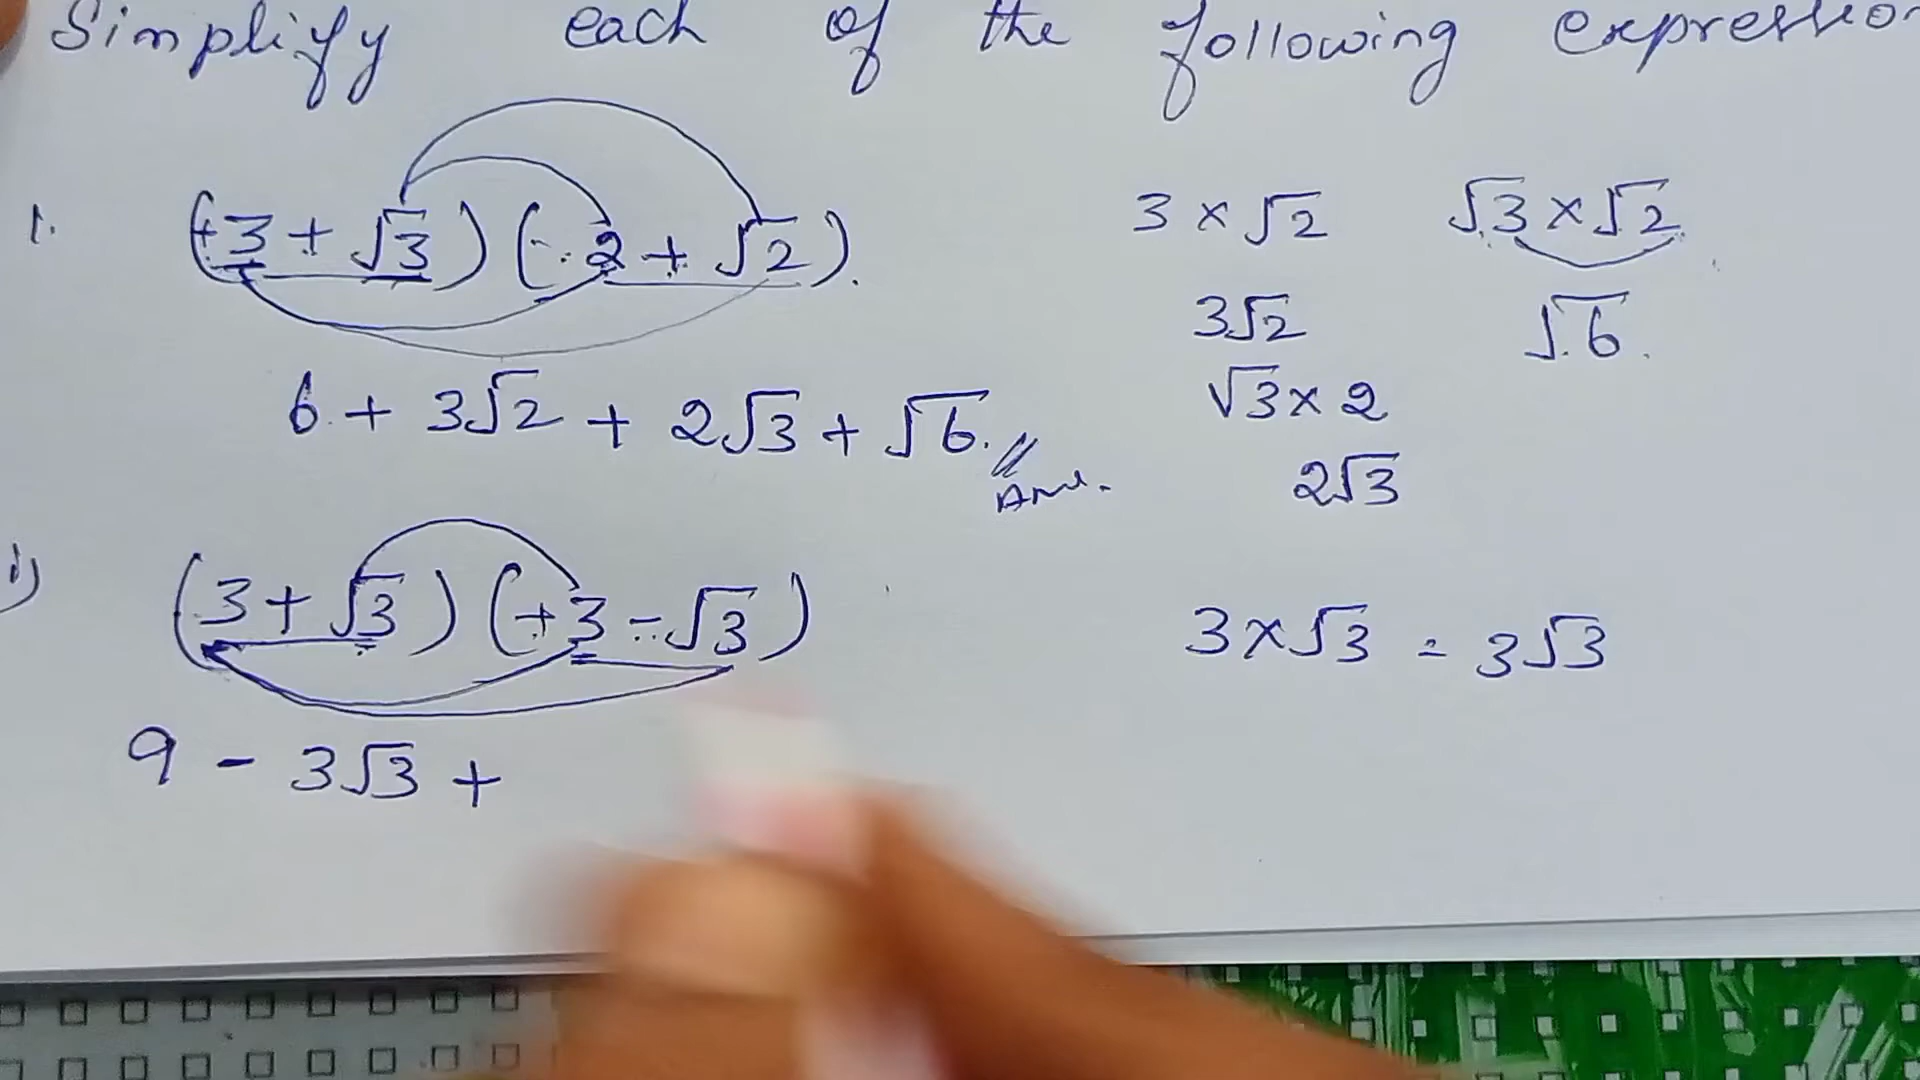 Simplify each of the following expression
1. (+3 + √3) (· 2 + √2).
6 + 3√2 + 2√3 + √6. // Ans.
3 × √2
3√2
√3 × 2
2√3
√3 × √2
√6.
i) (3 + √3) (+3 - √3)
9 - 3√3 +
3 × √3 = 3√3